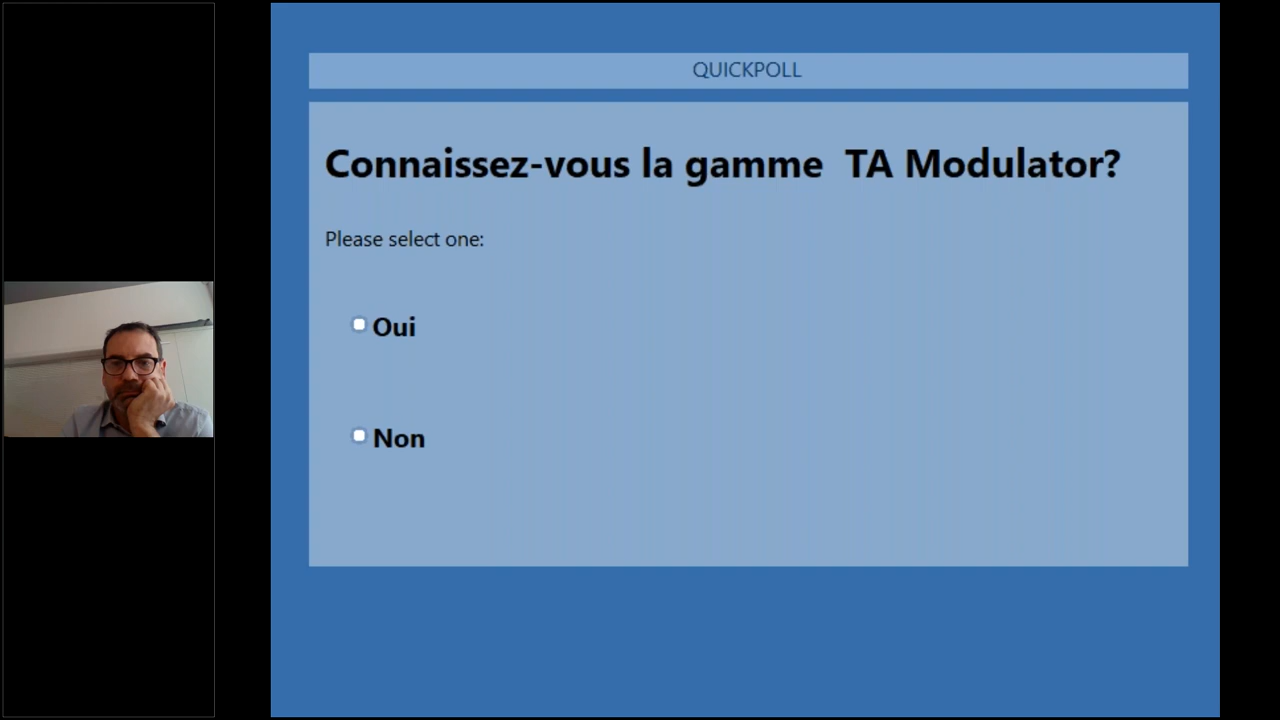 QUICKPOLL
Connaissez-vous la gamme  TA Modulator?
Please select one:
Oui
Non